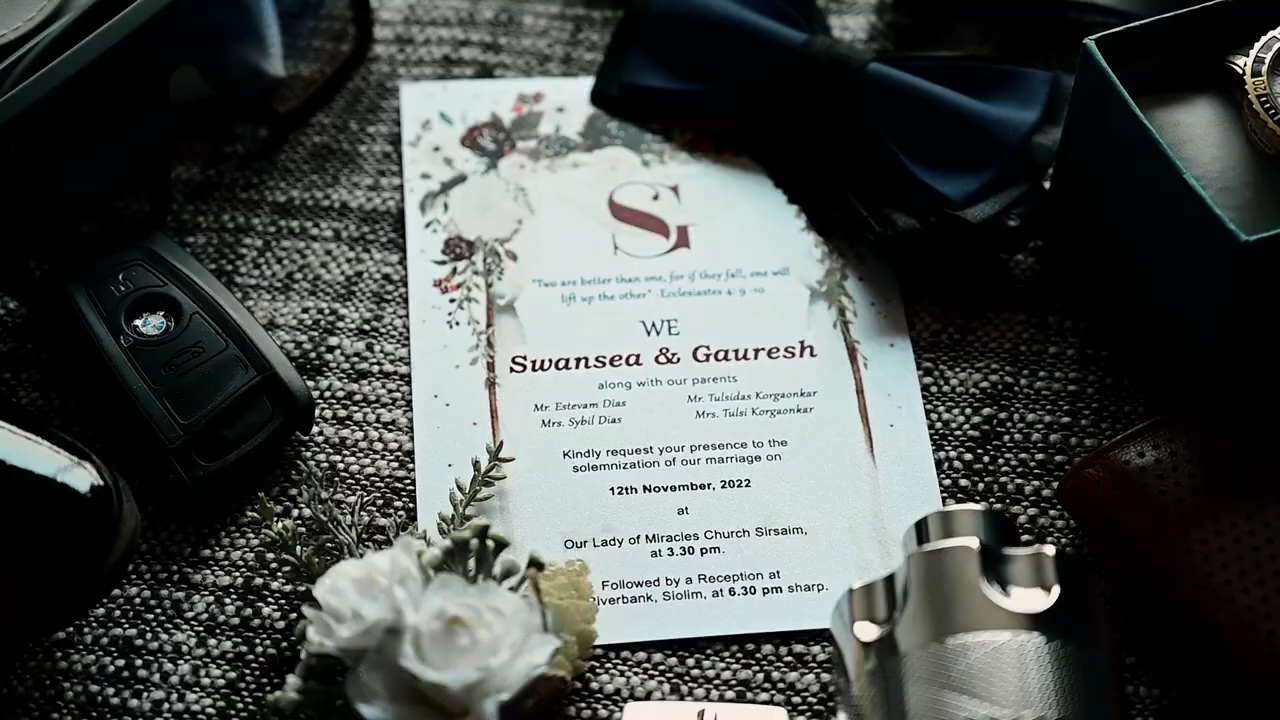 SG
"Two are better than one, for if they fall, one will
lift up the other" -Ecclesiastes 4: 9 -10
WE
Swansea & Gauresh
along with our parents
Mr. Estevam Dias
Mrs. Sybil Dias
Mr. Tulsidas Korgaonkar
Mrs. Tulsi Korgaonkar
Kindly request your presence to the
solemnization of our marriage on
12th November, 2022
at
Our Lady of Miracles Church Sirsaim,
at 3.30 pm.
Followed by a Reception at
Riverbank, Siolim, at 6.30 pm sharp.
20